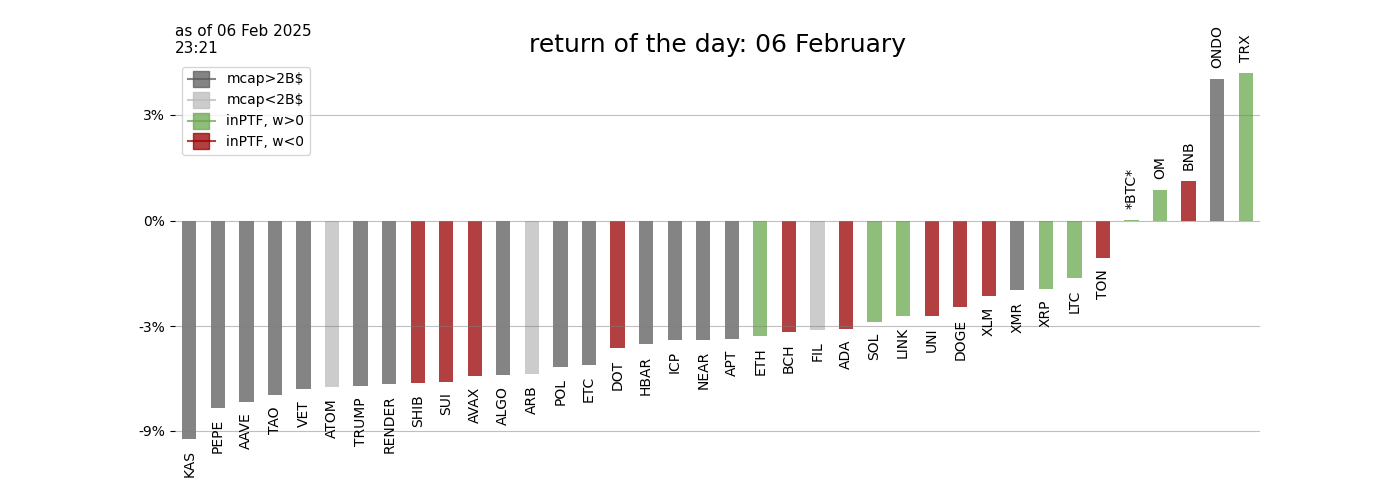 as of 06 Feb 2025
23:21
return of the day: 06 February
mcap>2B$
mcap<2B$
inPTF, w>0
inPTF, w<0
3%
0%
-3%
-9%
KAS
PEPE
AAVE
TAO
VET
ATOM
TRUMP
RENDER
SHIB
SUI
AVAX
ALGO
ARB
POL
ETC
DOT
HBAR
ICP
NEAR
APT
ETH
BCH
FIL
ADA
SOL
LINK
UNI
DOGE
XLM
XMR
XRP
LTC
TON
*BTC*
OM
BNB
ONDO
TRX